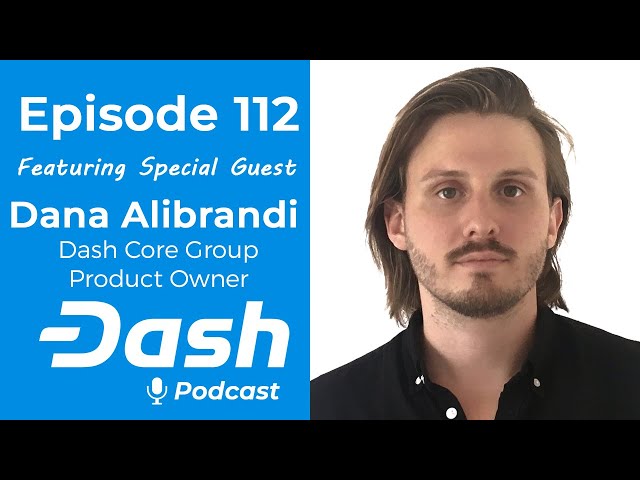 Episode 112
Featuring Special Guest
Dana Alibrandi
Dash Core Group
Product Owner
Dash
Podcast